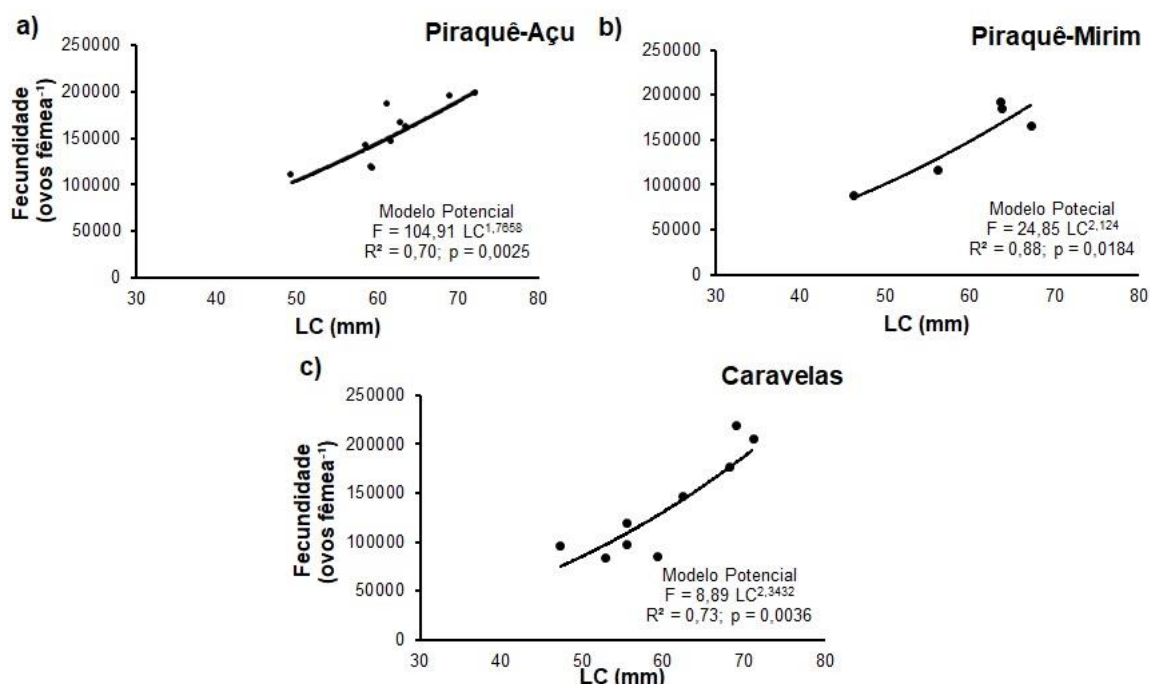 a)
Piraquê-Açu
Fecundidade
(ovos fêmea⁻¹)
250000
200000
150000
100000
50000
0
30 40 50 60 70 80
LC (mm)
Modelo Potencial
F = 104,91 LC^1,7658
R² = 0,70; p = 0,0025
b)
Piraquê-Mirim
250000
200000
150000
100000
50000
0
30 40 50 60 70 80
LC (mm)
Modelo Potecial
F = 24,85 LC^2,124
R² = 0,88; p = 0,0184
c)
Caravelas
Fecundidade
(ovos fêmea⁻¹)
250000
200000
150000
100000
50000
0
30 40 50 60 70 80
LC (mm)
Modelo Potencial
F = 8,89 LC^2,3432
R² = 0,73; p = 0,0036